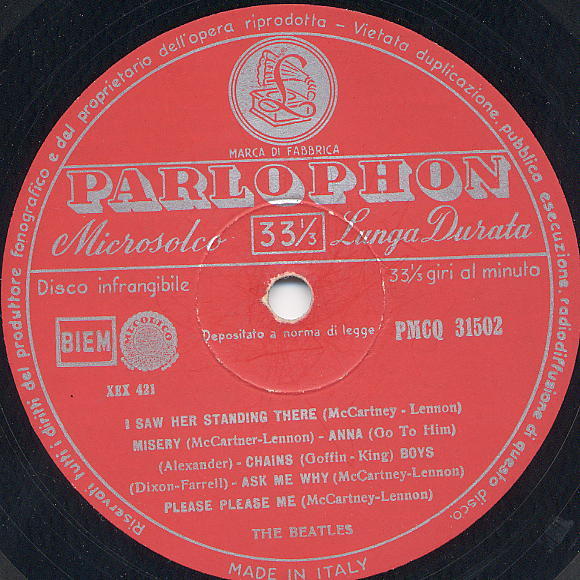 Riservati tutti i diritti del produttore fonografico e del proprietario dell'opera riprodotta - Vietata duplicazione, pubblica esecuzione, radiodiffusione di questo disco.
MARCA DI FABBRICA
PARLOPHON
Microsolco 33 1/3 Lunga Durata
Disco infrangibile 33 1/3 giri al minuto
BIEM Depositato a norma di legge PMCQ 31502
XEX 421
I SAW HER STANDING THERE (McCartney - Lennon)
MISERY (McCartner-Lennon) - ANNA (Go To Him)
(Alexander) - CHAINS (Goffin - King) BOYS
(Dixon-Farrell) - ASK ME WHY (McCartney-Lennon)
PLEASE PLEASE ME (McCartney-Lennon)
THE BEATLES
MADE IN ITALY